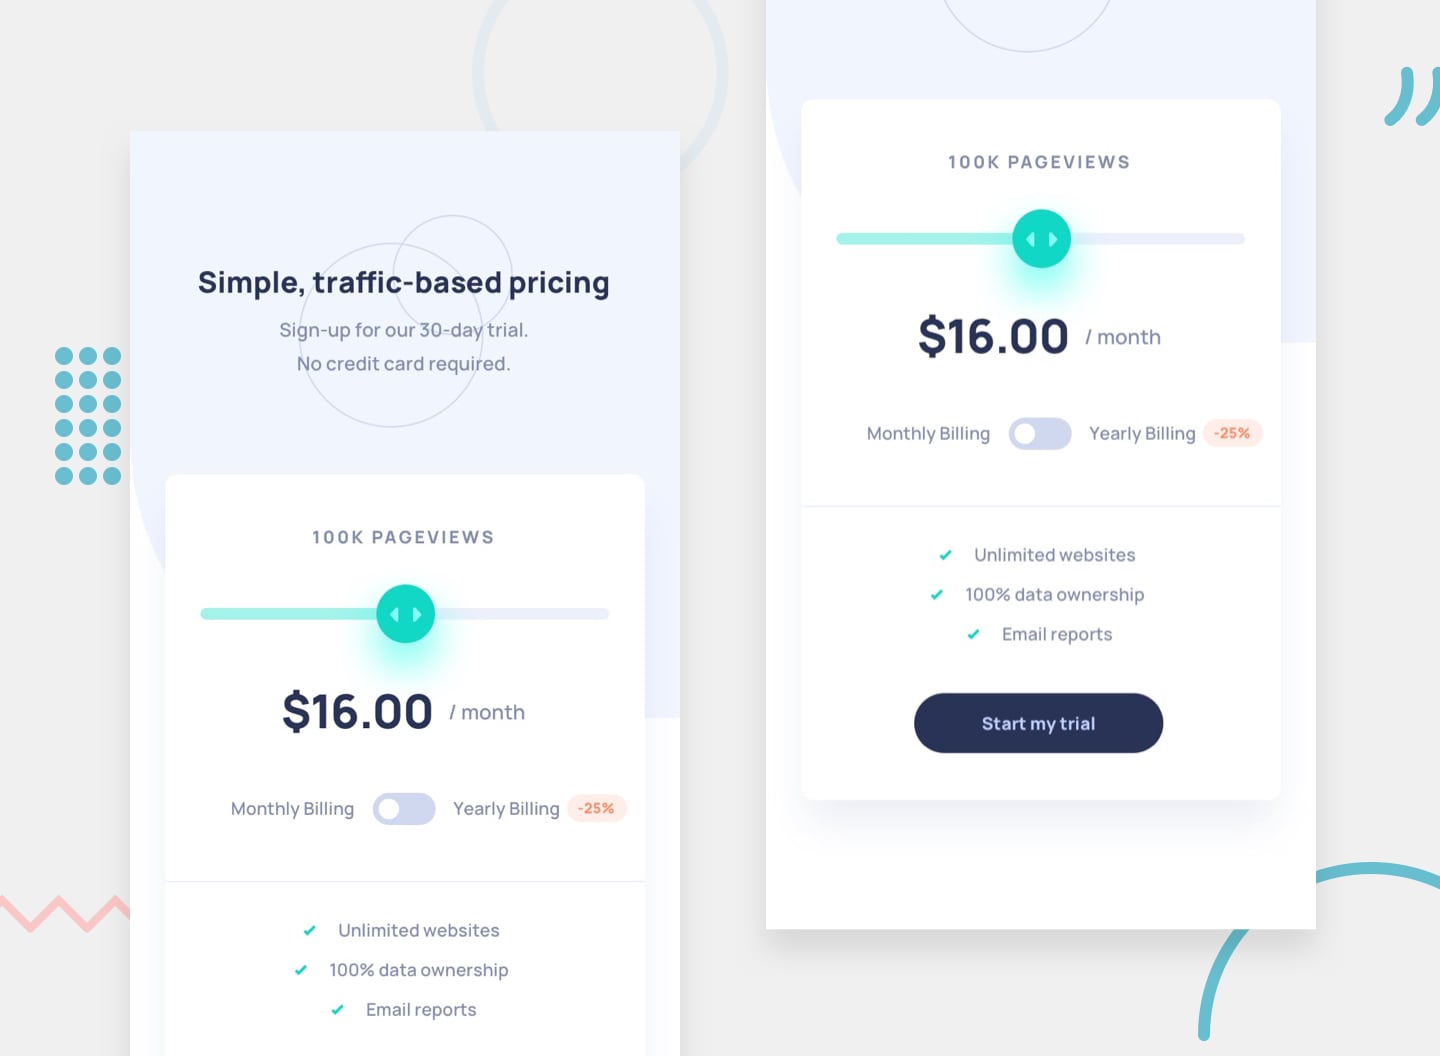 Simple, traffic-based pricing
Sign-up for our 30-day trial.
No credit card required.
100K PAGEVIEWS
$16.00 / month
Monthly Billing Yearly Billing -25%
Unlimited websites
100% data ownership
Email reports
100K PAGEVIEWS
$16.00 / month
Monthly Billing Yearly Billing -25%
Unlimited websites
100% data ownership
Email reports
Start my trial